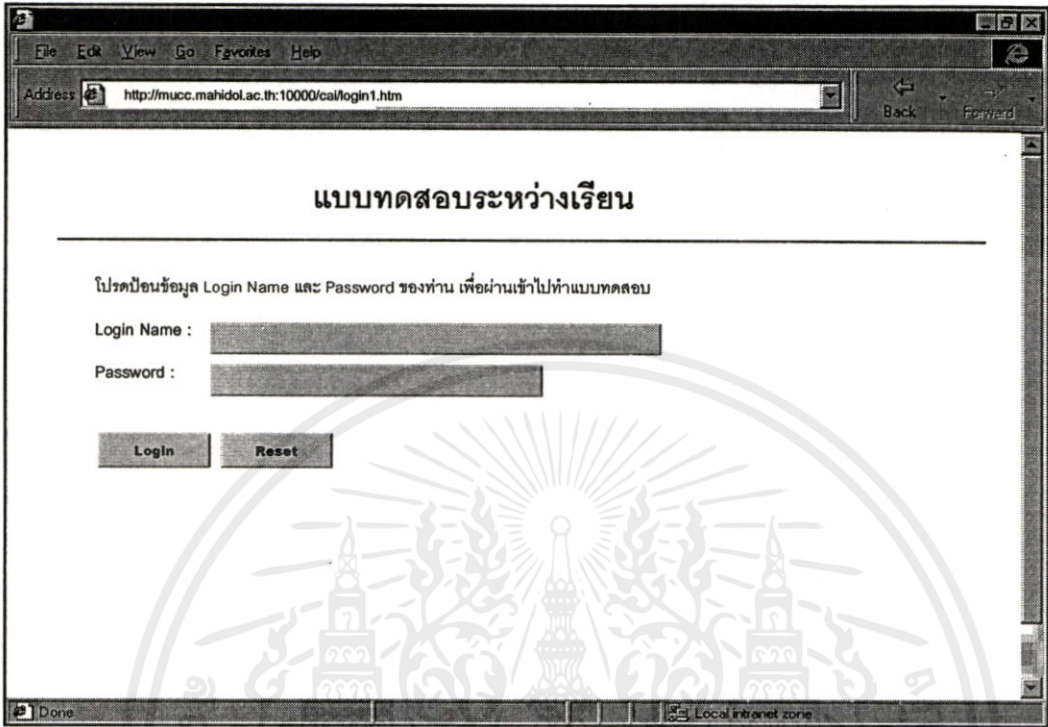 File Edit View Go Favorites Help
Address http://mucc.mahidol.ac.th:10000/cal/login1.htm Back Forward
แบบทดสอบระหว่างเรียน
โปรดป้อนข้อมูล Login Name และ Password ของท่าน เพื่อผ่านเข้าไปทำแบบทดสอบ
Login Name :
Password :
Login Reset
Done Local intranet zone